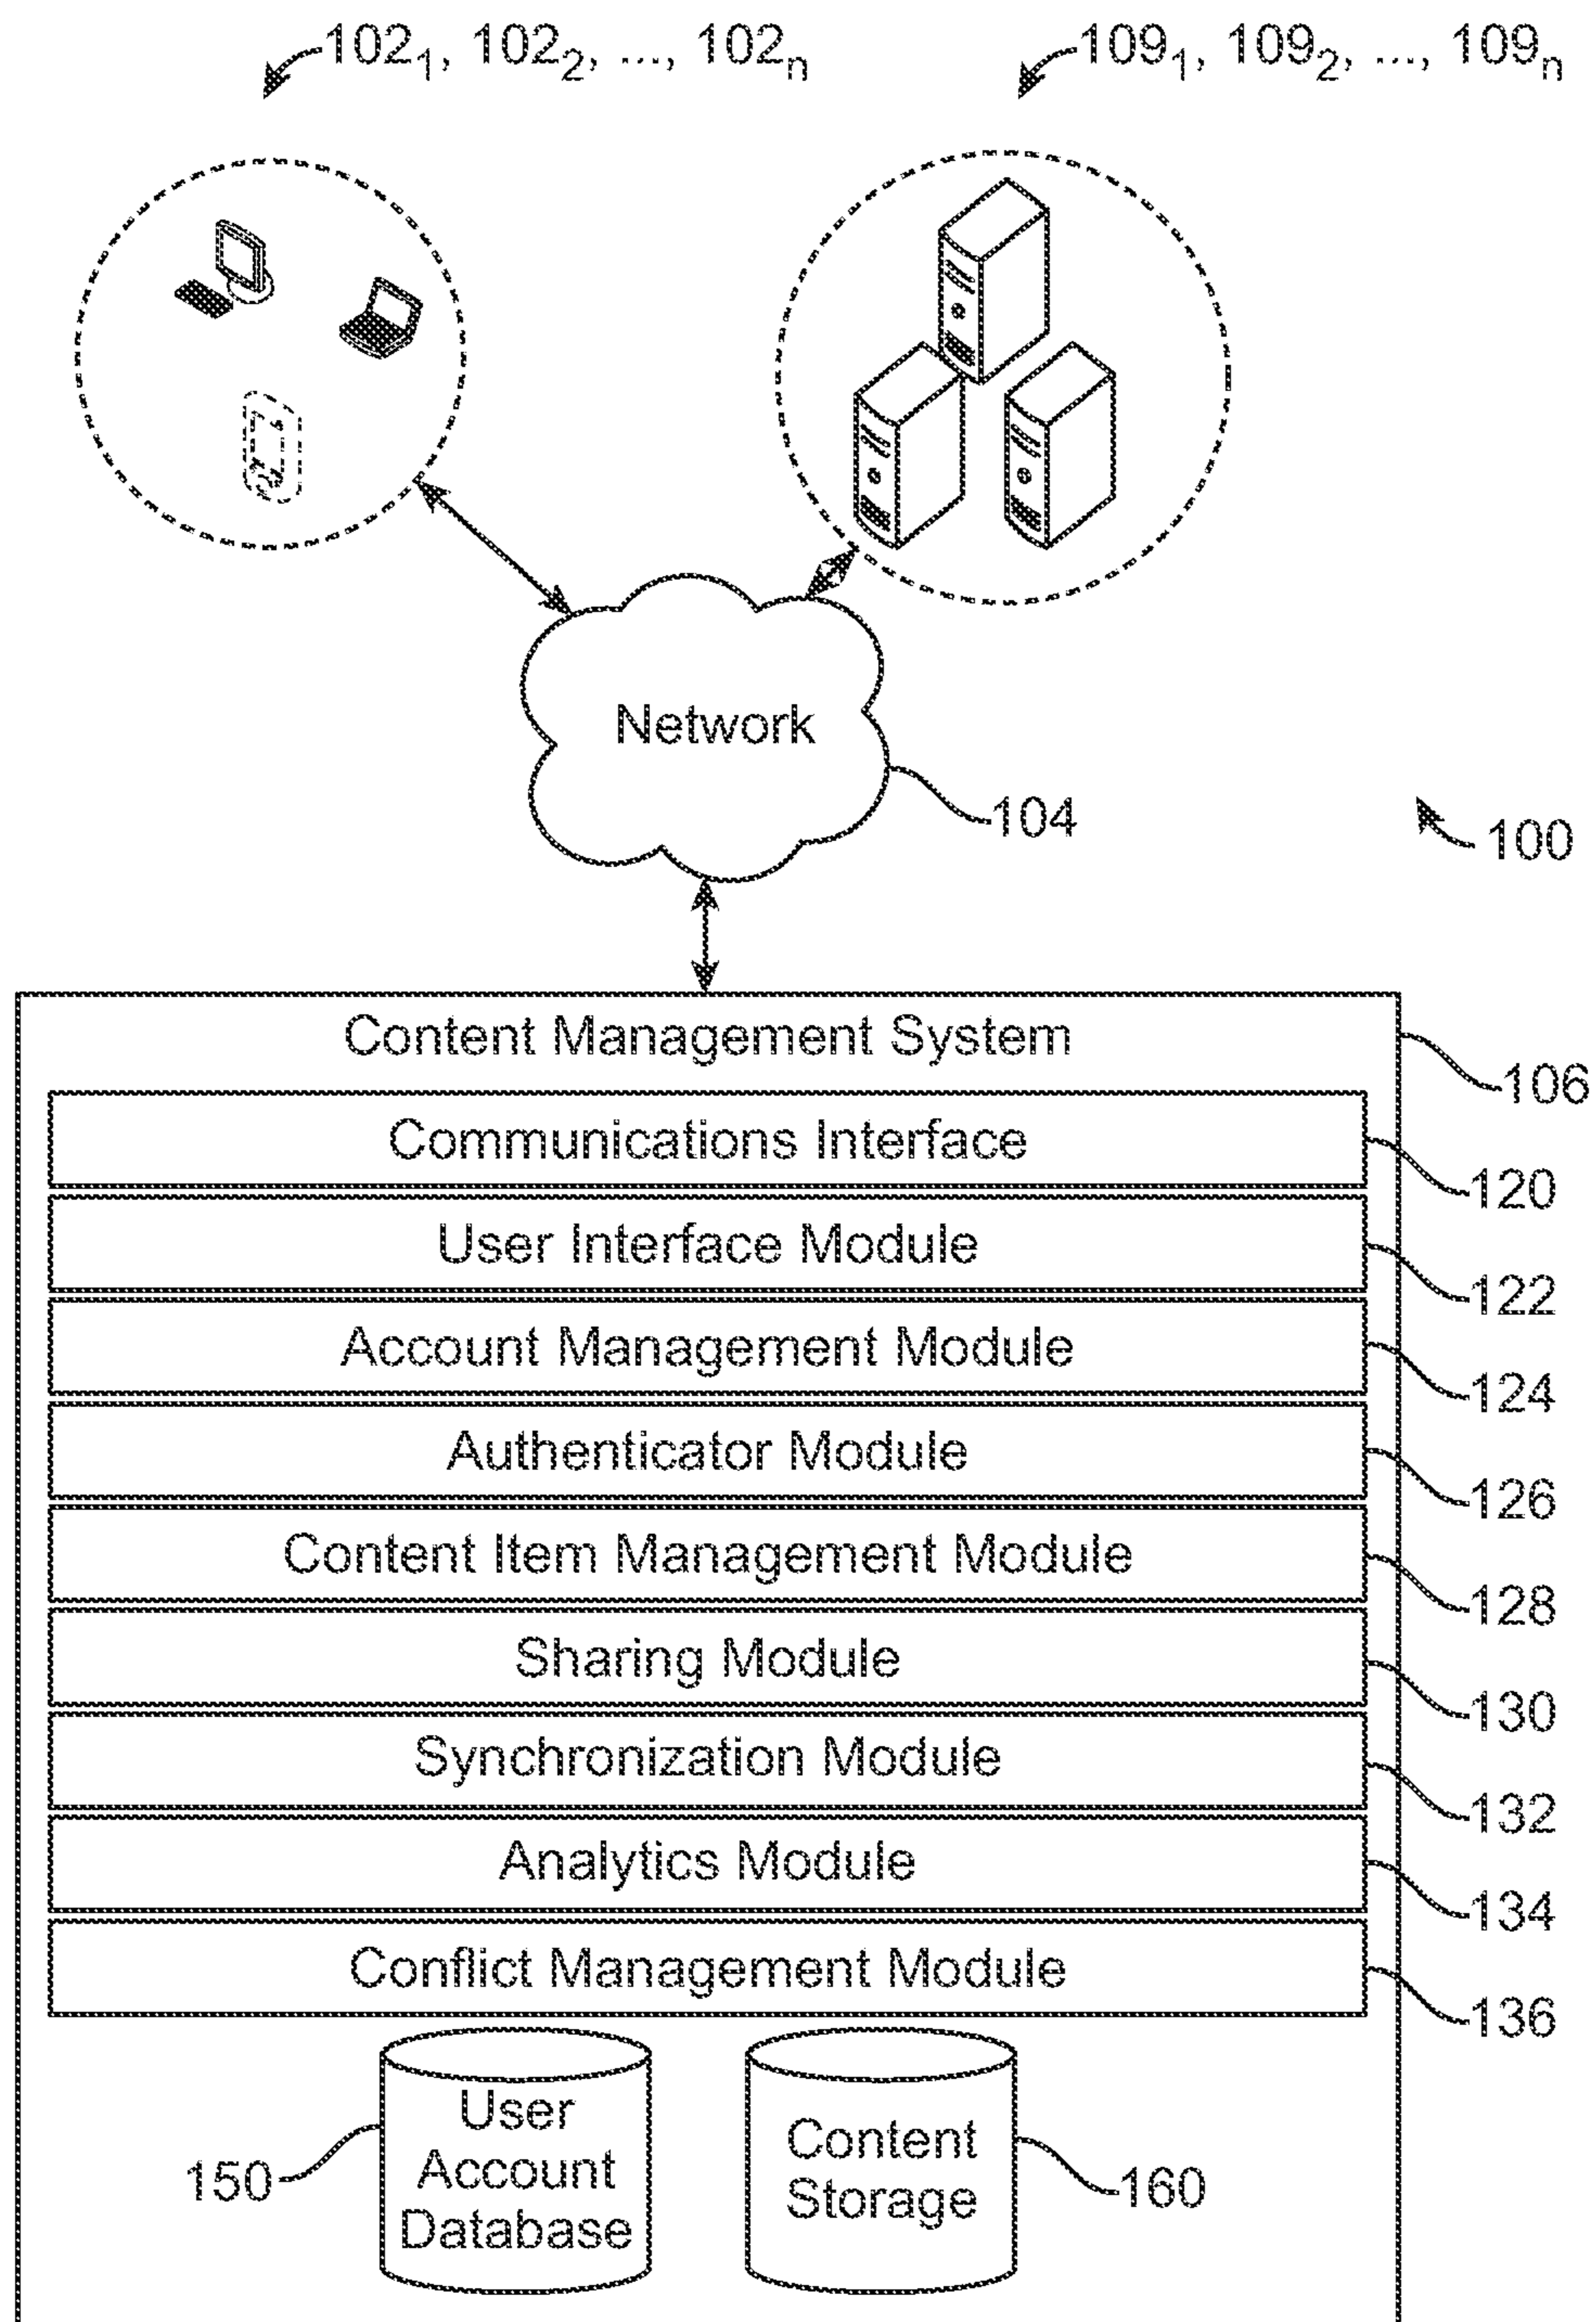 102₁, 102₂, ..., 102ₙ
109₁, 109₂, ..., 109ₙ
Network
104
100
Content Management System
106
Communications Interface
120
User Interface Module
122
Account Management Module
124
Authenticator Module
126
Content Item Management Module
128
Sharing Module
130
Synchronization Module
132
Analytics Module
134
Conflict Management Module
136
150
User
Account
Database
Content
Storage
160